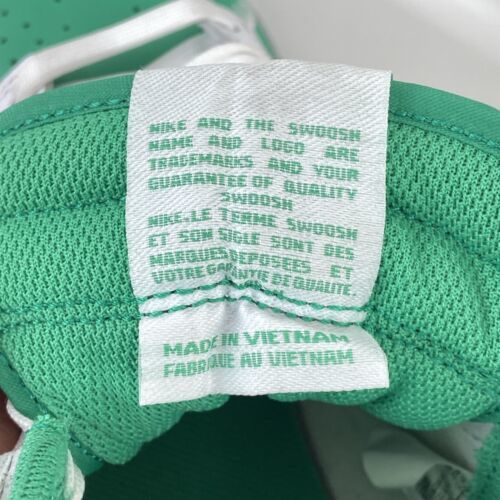 NIKE AND THE SWOOSH
NAME AND LOGO ARE
TRADEMARKS AND YOUR
GUARANTEE OF QUALITY
SWOOSH
NIKE.LE TERME SWOOSH
ET SON SIGLE SONT DES
MARQUES DEPOSEES ET
VOTRE GARANTIE DE QUALITE
MADE IN VIETNAM
FABRIQUE AU VIETNAM